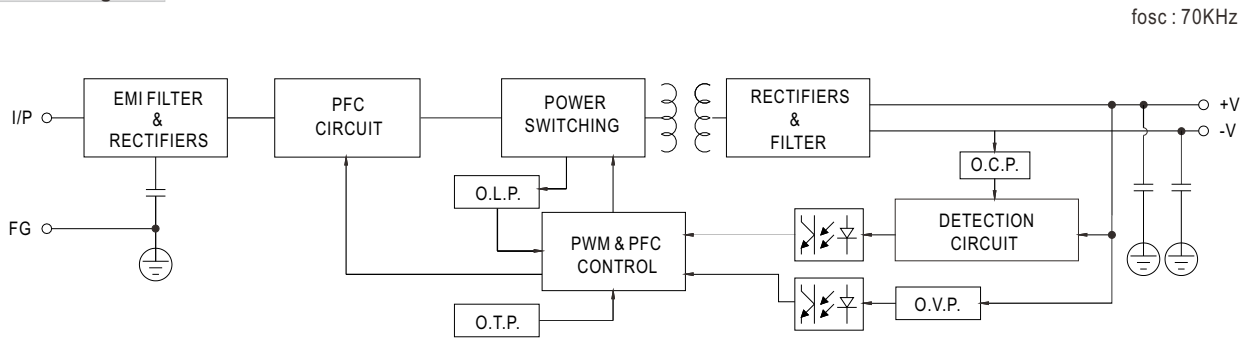 fosc : 70KHz
I/P
EMI FILTER
&
RECTIFIERS
PFC
CIRCUIT
POWER
SWITCHING
RECTIFIERS
&
FILTER
+V
-V
O.C.P.
O.L.P.
FG
PWM & PFC
CONTROL
DETECTION
CIRCUIT
O.V.P.
O.T.P.